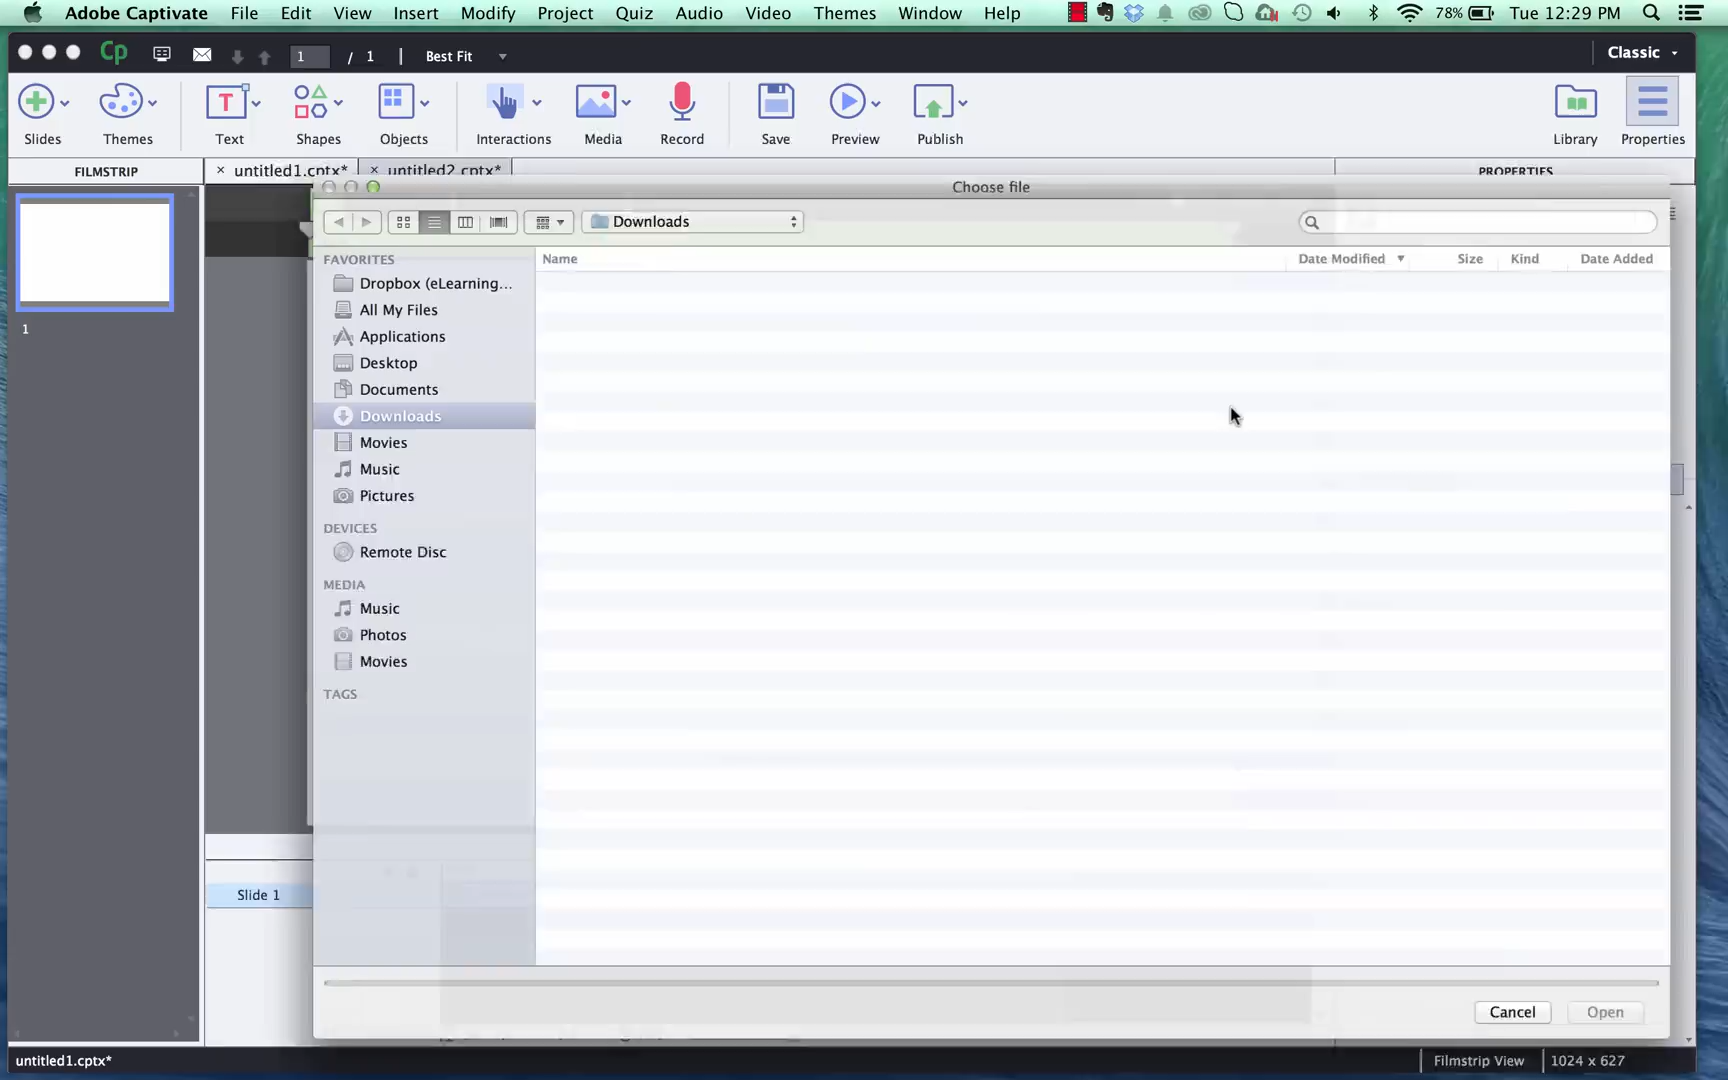 Adobe Captivate File Edit View Insert Modify Project Quiz Audio Video Themes Window Help 78% Tue 12:29 PM
Cp 1 / 1 Best Fit Classic
Slides Themes Text Shapes Objects Interactions Media Record Save Preview Publish Library Properties
FILMSTRIP × untitled1.cptx* × untitled2.cptx* PROPERTIES
Choose file
Downloads
FAVORITES Name Date Modified Size Kind Date Added
Dropbox (eLearning...
All My Files
1
Applications
Desktop
Documents
Downloads
Movies
Music
Pictures
DEVICES
Remote Disc
MEDIA
Music
Photos
Movies
TAGS
Slide 1
Cancel Open
untitled1.cptx* Filmstrip View 1024 x 627